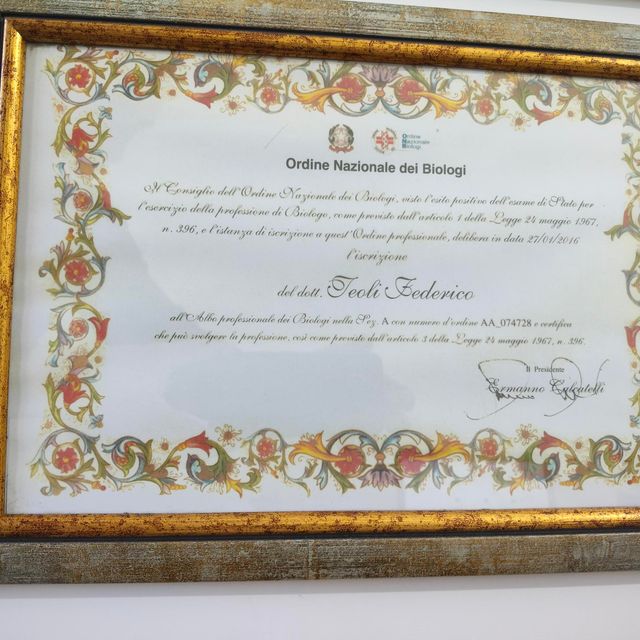 Ordine
Nazionale
Biologi
Ordine Nazionale dei Biologi
Il Consiglio dell'Ordine Nazionale dei Biologi, visto l'esito positivo dell'esame di Stato per
l'esercizio della professione di Biologo, come previsto dall'articolo 1 della Legge 24 maggio 1967,
n. 396, e l'istanza di iscrizione a quest'Ordine professionale, delibera in data 27/01/2016
l'iscrizione
del dott. Teoli Federico
all'Albo professionale dei Biologi nella Sez. A con numero d'ordine AA_074728 e certifica
che può svolgere la professione, così come previsto dall'articolo 3 della Legge 24 maggio 1967, n. 396.
Il Presidente
Ermanno Calcatelli